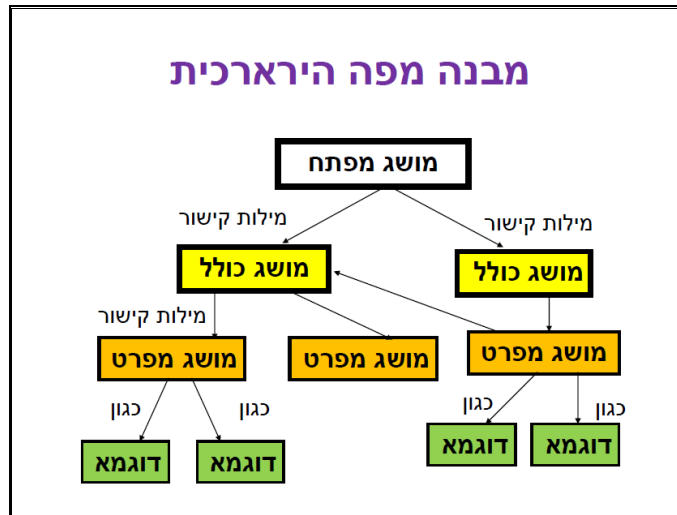 מבנה מפה הירארכית
מושג מפתח
מילות קישור
מילות קישור
מושג כולל
מושג כולל
מילות קישור
מושג מפרט
מושג מפרט
מושג מפרט
כגון
כגון
כגון
כגון
דוגמא
דוגמא
דוגמא
דוגמא